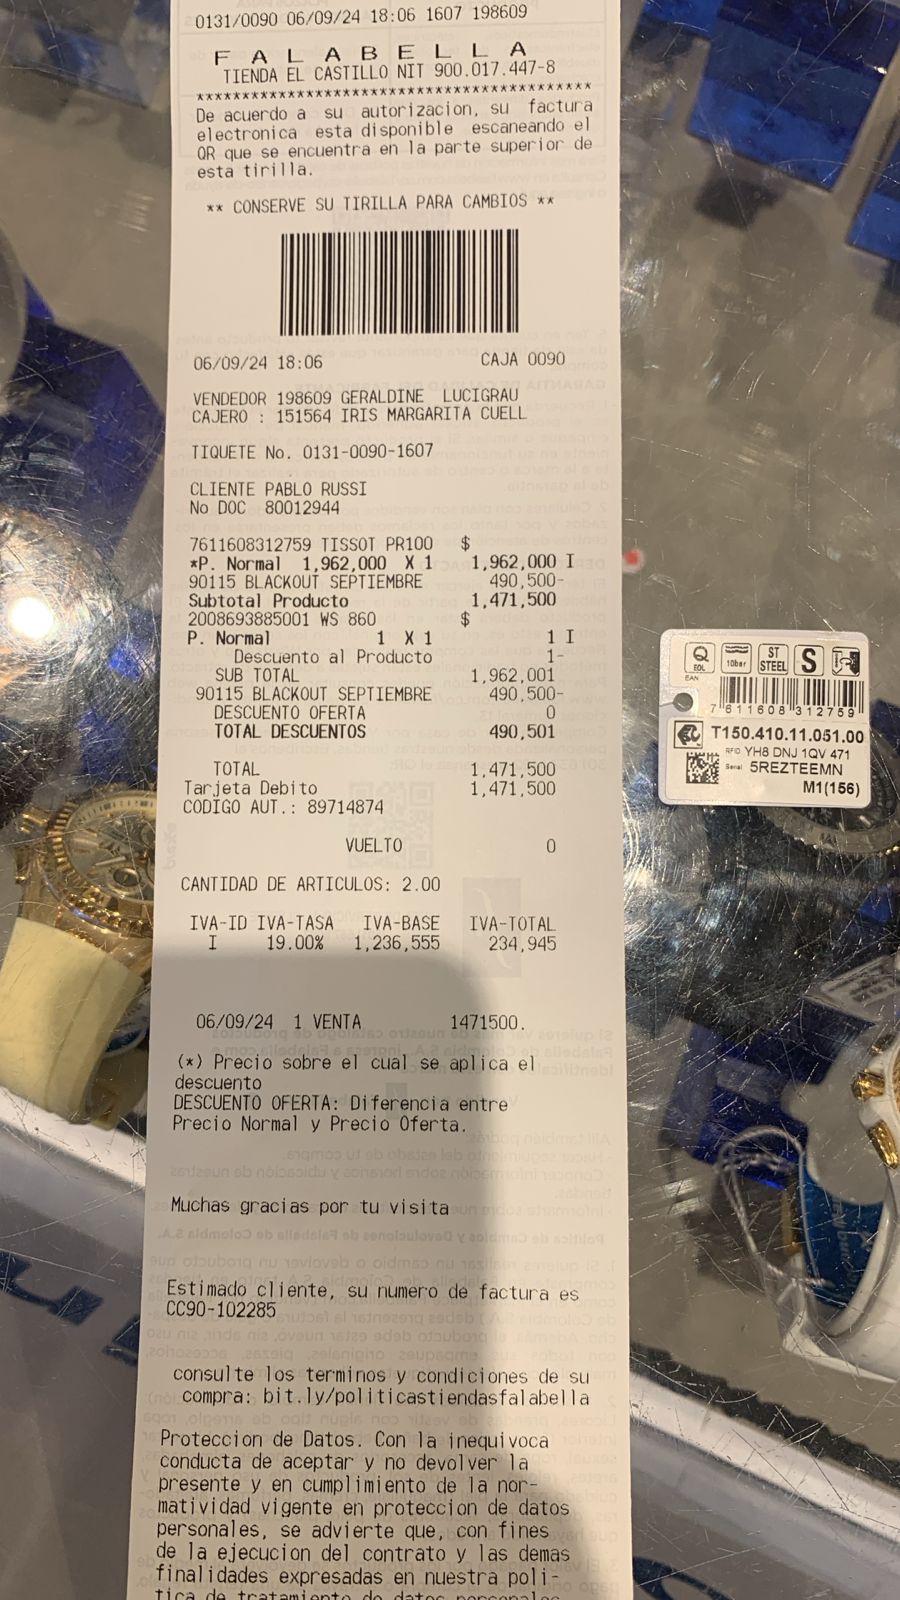 0131/0090 06/09/24 18:06 1607 198609
F A L A B E L L A
TIENDA EL CASTILLO NIT 900.017.447-8
******************************************
De acuerdo a su autorizacion, su factura
electronica esta disponible escaneando el
QR que se encuentra en la parte superior de
esta tirilla.
** CONSERVE SU TIRILLA PARA CAMBIOS **
06/09/24 18:06 CAJA 0090
VENDEDOR 198609 GERALDINE LUCIGRAU
CAJERO : 151564 IRIS MARGARITA CUELL
TIQUETE No. 0131-0090-1607
CLIENTE PABLO RUSSI
No DOC 80012944
7611608312759 TISSOT PR100 $
*P. Normal 1,962,000 X 1 1,962,000 I
90115 BLACKOUT SEPTIEMBRE 490,500-
Subtotal Producto 1,471,500
2008693885001 WS 860 $
P. Normal 1 X 1 1 I
Descuento al Producto 1-
SUB TOTAL 1,962,001
90115 BLACKOUT SEPTIEMBRE 490,500-
DESCUENTO OFERTA 0
TOTAL DESCUENTOS 490,501
TOTAL 1,471,500
Tarjeta Debito 1,471,500
CODIGO AUT.: 89714874
VUELTO 0
CANTIDAD DE ARTICULOS: 2.00
IVA-ID IVA-TASA IVA-BASE IVA-TOTAL
I 19.00% 1,236,555 234,945
06/09/24 1 VENTA 1471500.
(*) Precio sobre el cual se aplica el
descuento
DESCUENTO OFERTA: Diferencia entre
Precio Normal y Precio Oferta.
Muchas gracias por tu visita
Estimado cliente, su numero de factura es
CC90-102285
consulte los terminos y condiciones de su
compra: bit.ly/politicastiendasfalabella
Proteccion de Datos. Con la inequivoca
conducta de aceptar y no devolver la
presente y en cumplimiento de la nor-
matividad vigente en proteccion de datos
personales, se advierte que, con fines
de la ejecucion del contrato y las demas
finalidades expresadas en nuestra poli-
tica de tratamiento de datos personales
Q EOL 10bar ST STEEL S
EAN
7 611608 312759
T150.410.11.051.00
RFID YH8 DNJ 1QV 471
Serial 5REZTEEMN
M1(156)